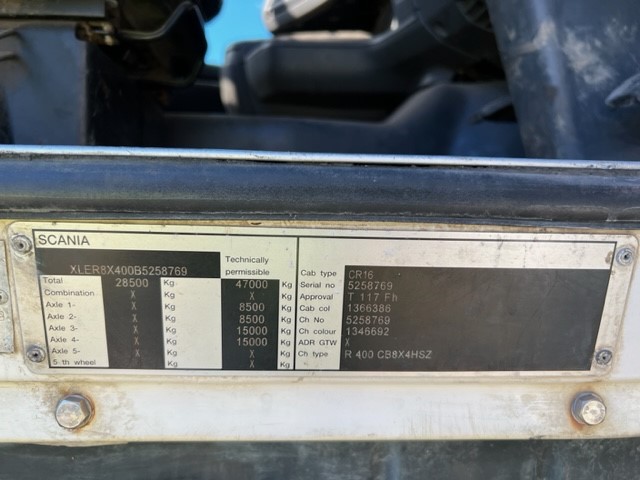 SCANIA
XLER8X400B5258769
Technically permissible
Total 28500 Kg 47000 Kg
Combination X Kg X Kg
Axle 1- X Kg 8500 Kg
Axle 2- X Kg 8500 Kg
Axle 3- X Kg 15000 Kg
Axle 4- X Kg 15000 Kg
Axle 5- X Kg X Kg
5.th wheel X Kg X Kg
Cab type CR16
Serial no 5258769
Approval T 117 Fh
Cab col 1366386
Ch No 5258769
Ch colour 1346692
ADR GTW X
Ch type R 400 CB8X4HSZ